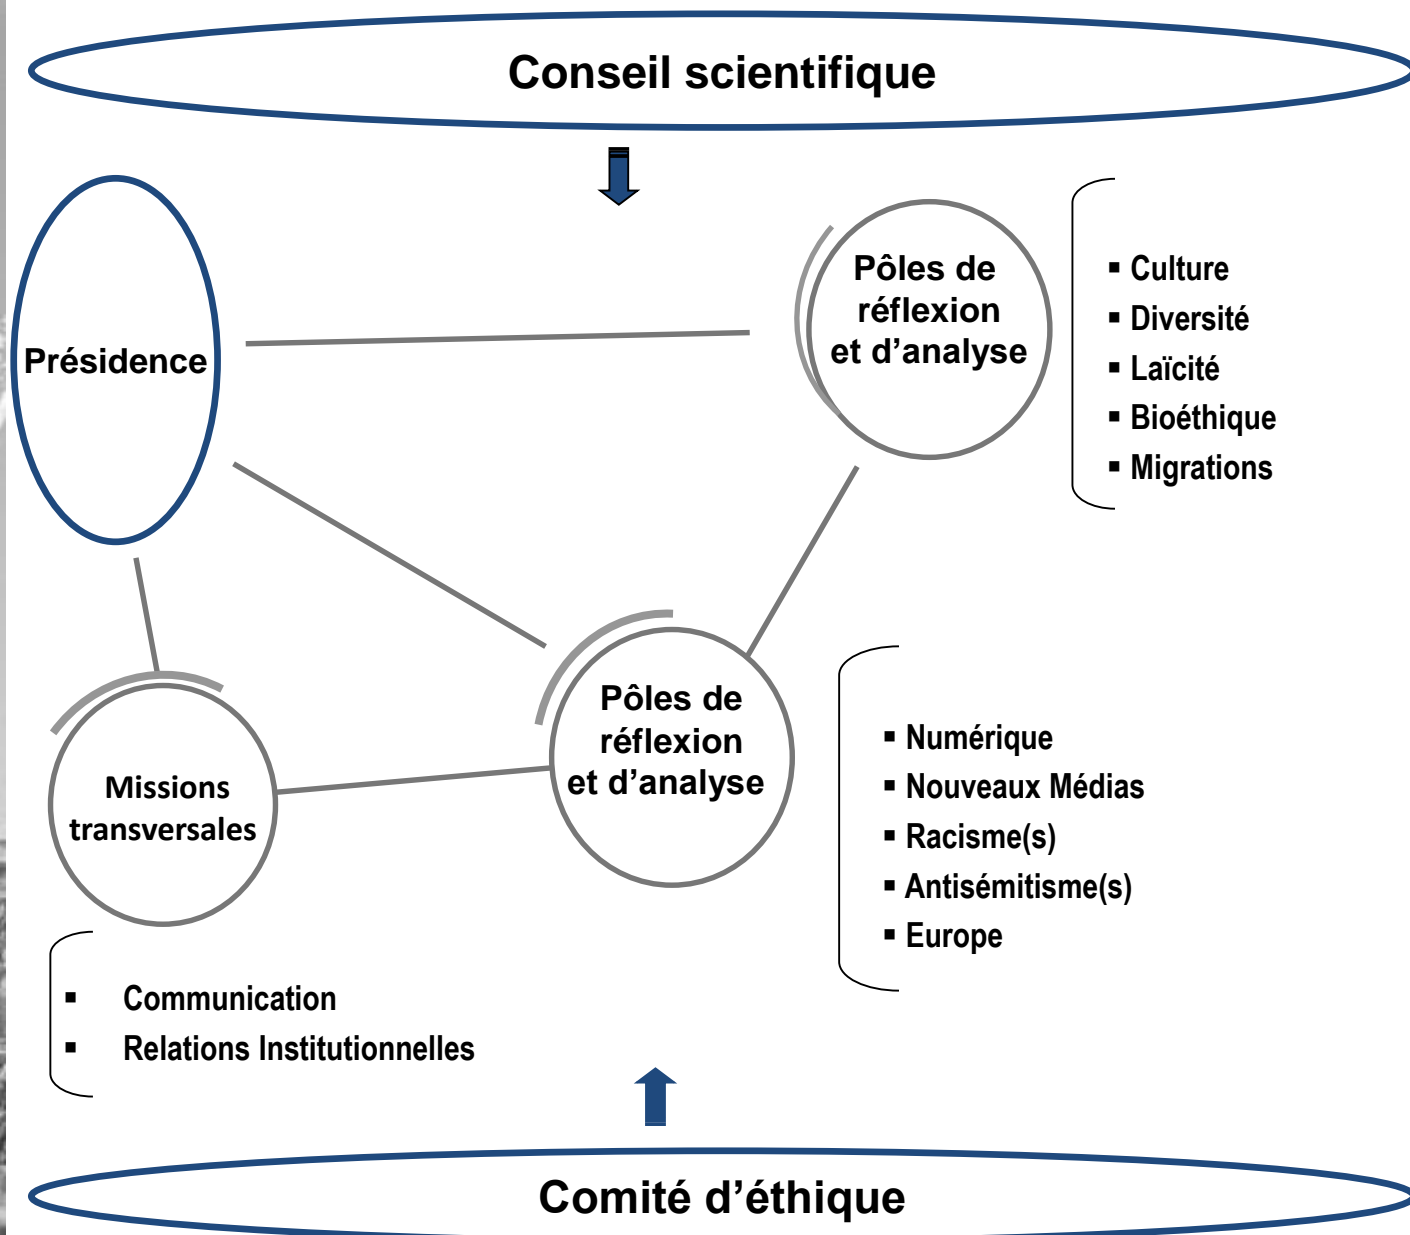 Conseil scientifique
Présidence
Pôles de
réflexion
et d’analyse
▪ Culture
▪ Diversité
▪ Laïcité
▪ Bioéthique
▪ Migrations
Pôles de
réflexion
et d’analyse
▪ Numérique
▪ Nouveaux Médias
▪ Racisme(s)
▪ Antisémitisme(s)
▪ Europe
Missions
transversales
▪ Communication
▪ Relations Institutionnelles
Comité d’éthique